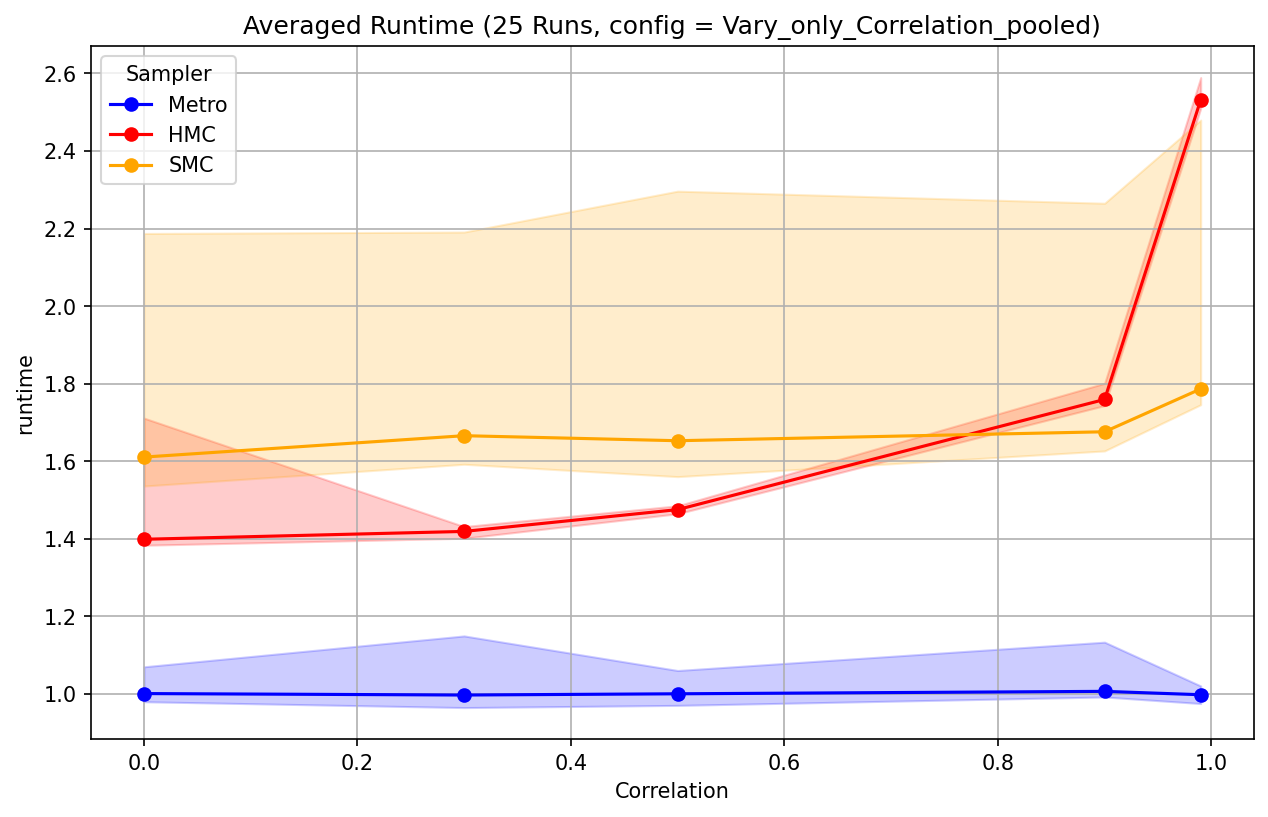 Averaged Runtime (25 Runs, config = Vary_only_Correlation_pooled)
Sampler
Metro
HMC
SMC
runtime
2.6
2.4
2.2
2.0
1.8
1.6
1.4
1.2
1.0
0.0 0.2 0.4 0.6 0.8 1.0
Correlation